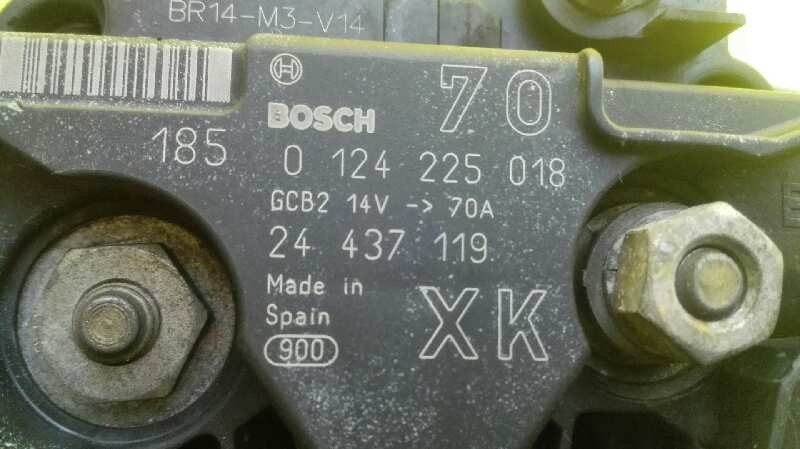 BR14-M3-V14
BOSCH
70
185
0 124 225 018
GCB2 14V -> 70A
24 437 119
Made in
Spain
XK
900